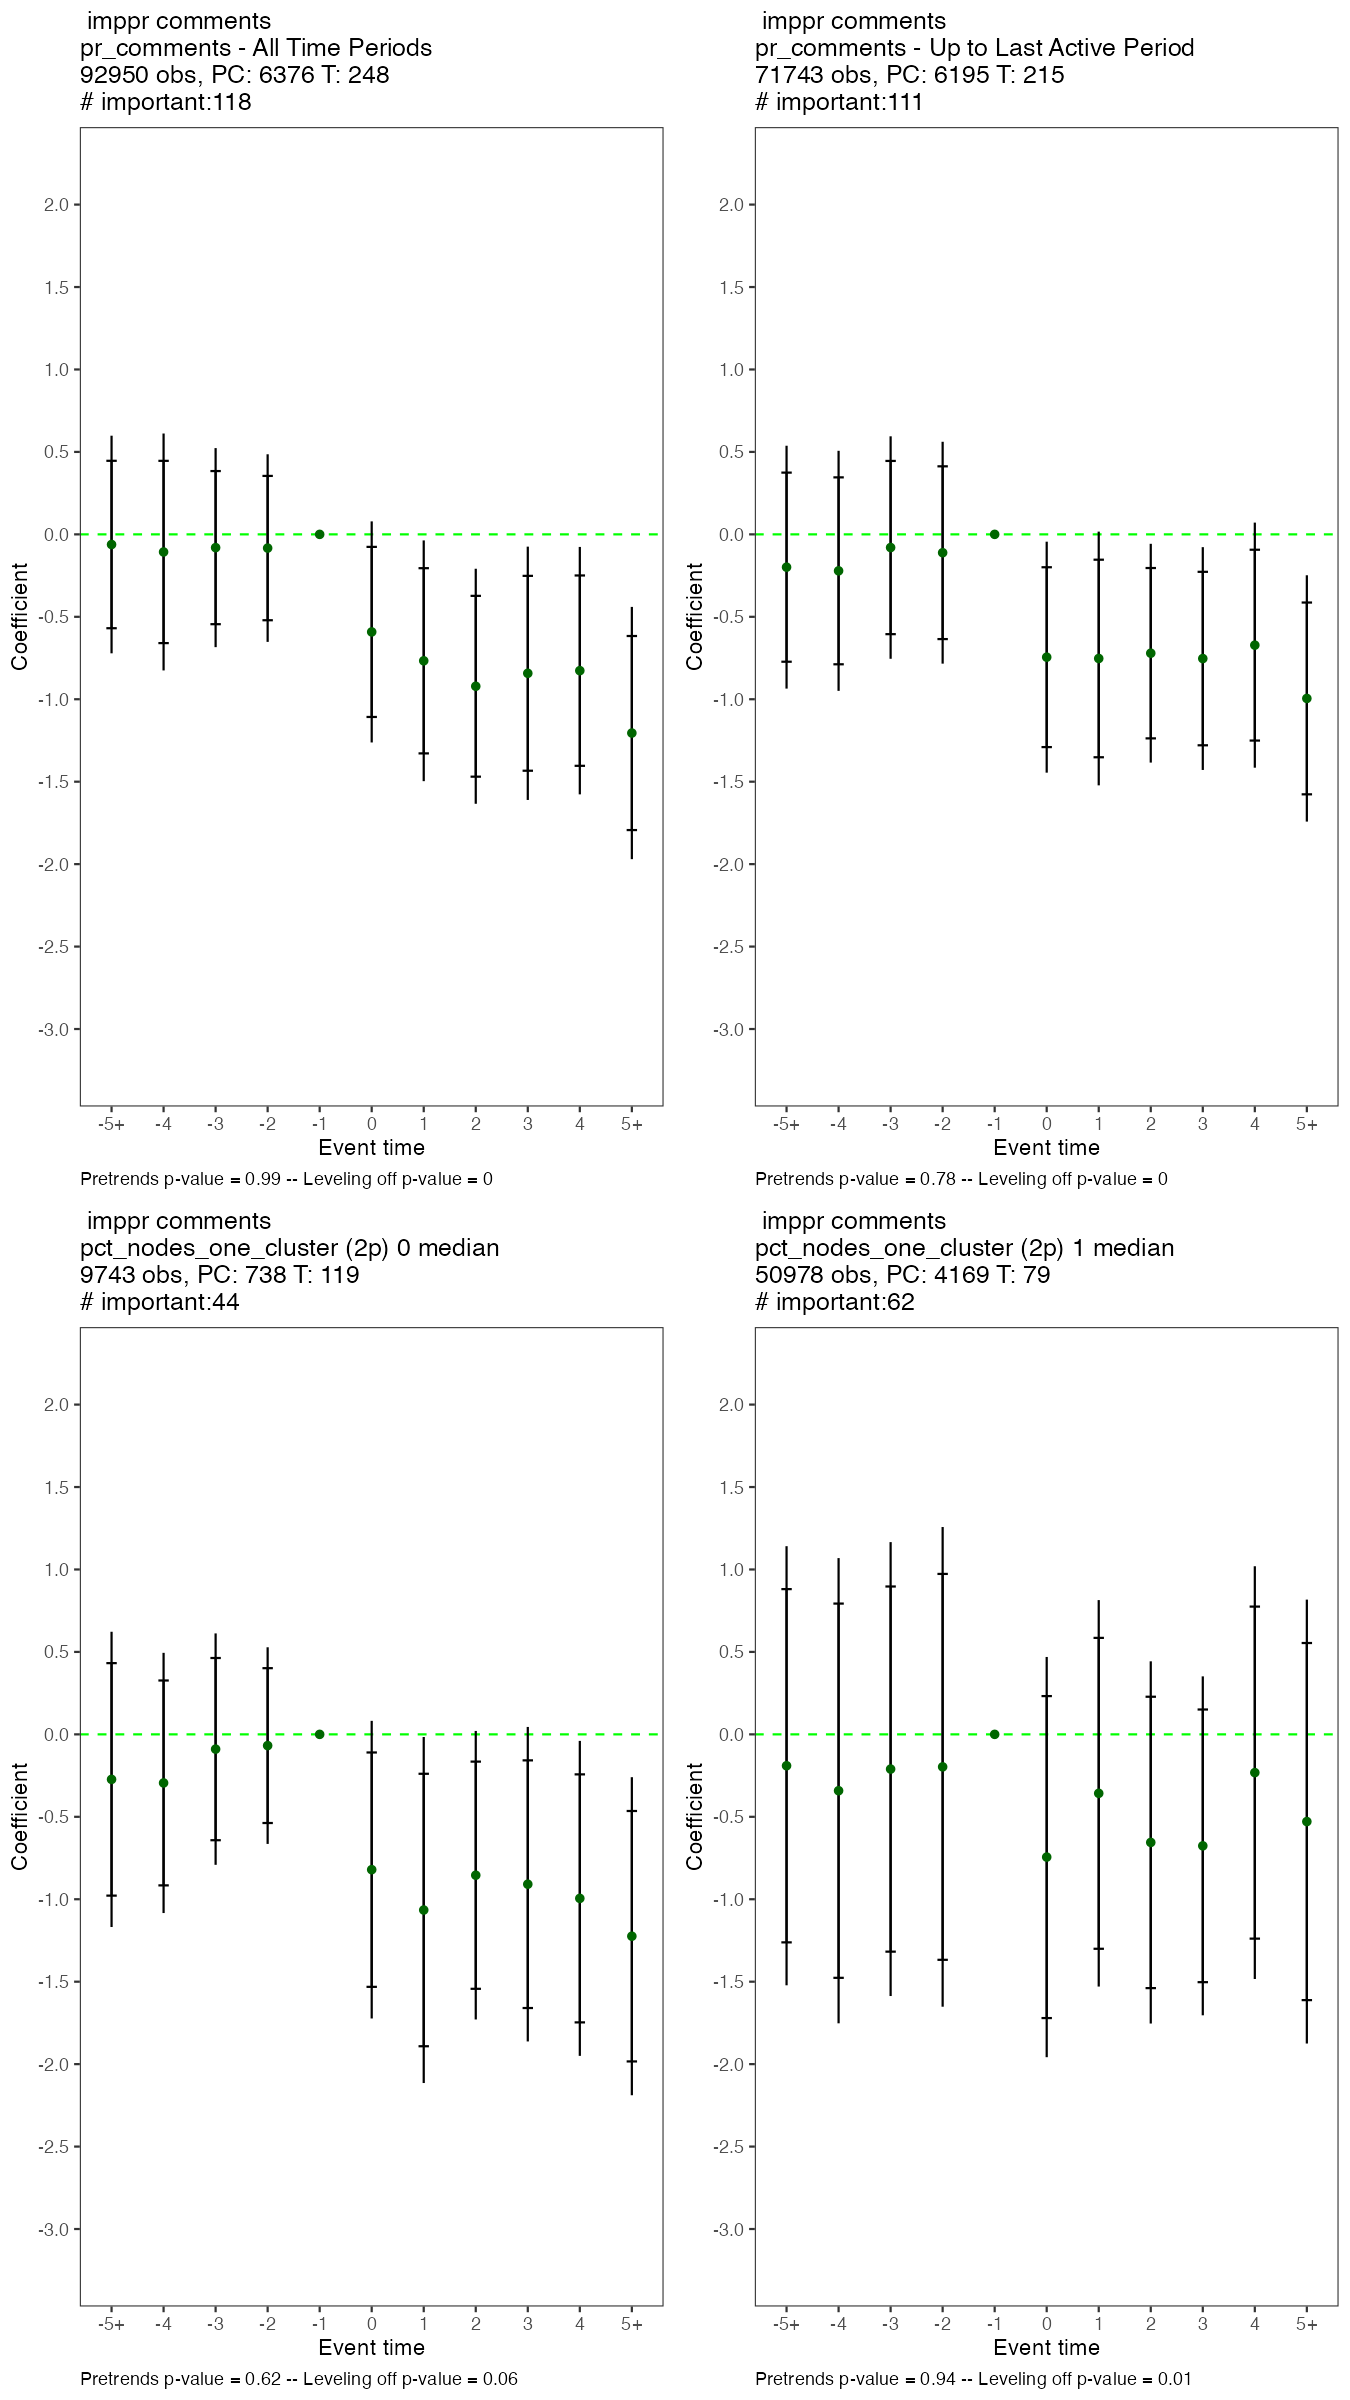 imppr comments
pr_comments - All Time Periods
92950 obs, PC: 6376 T: 248
# important:118
2.0
1.5
1.0
0.5
0.0
-0.5
-1.0
-1.5
-2.0
-2.5
-3.0
Coefficient
-5+ -4 -3 -2 -1 0 1 2 3 4 5+
Event time
Pretrends p-value = 0.99 -- Leveling off p-value = 0
imppr comments
pr_comments - Up to Last Active Period
71743 obs, PC: 6195 T: 215
# important:111
2.0
1.5
1.0
0.5
0.0
-0.5
-1.0
-1.5
-2.0
-2.5
-3.0
Coefficient
-5+ -4 -3 -2 -1 0 1 2 3 4 5+
Event time
Pretrends p-value = 0.78 -- Leveling off p-value = 0
imppr comments
pct_nodes_one_cluster (2p) 0 median
9743 obs, PC: 738 T: 119
# important:44
2.0
1.5
1.0
0.5
0.0
-0.5
-1.0
-1.5
-2.0
-2.5
-3.0
Coefficient
-5+ -4 -3 -2 -1 0 1 2 3 4 5+
Event time
Pretrends p-value = 0.62 -- Leveling off p-value = 0.06
imppr comments
pct_nodes_one_cluster (2p) 1 median
50978 obs, PC: 4169 T: 79
# important:62
2.0
1.5
1.0
0.5
0.0
-0.5
-1.0
-1.5
-2.0
-2.5
-3.0
Coefficient
-5+ -4 -3 -2 -1 0 1 2 3 4 5+
Event time
Pretrends p-value = 0.94 -- Leveling off p-value = 0.01